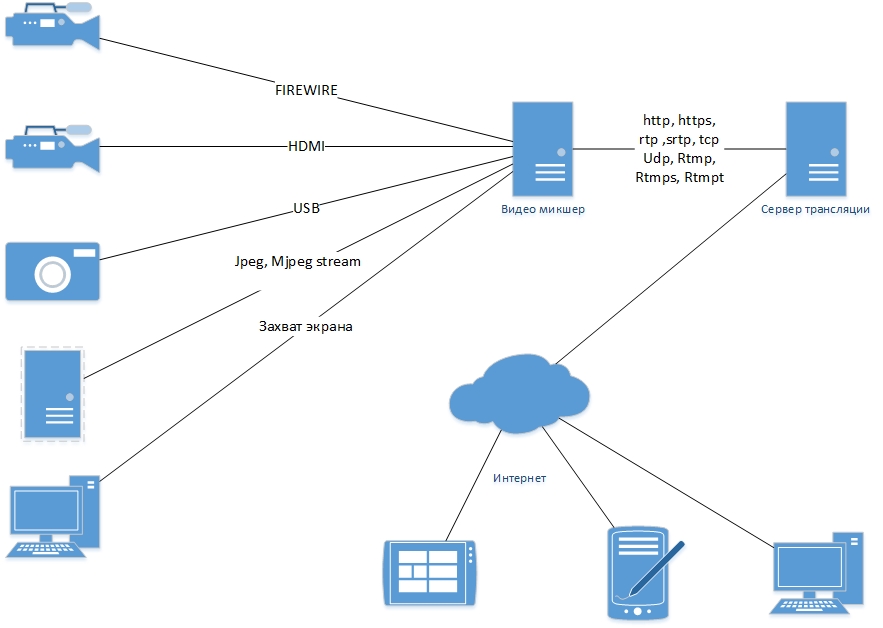 FIREWIRE
http, https,
rtp ,srtp, tcp
Udp, Rtmp,
Rtmps, Rtmpt
HDMI
USB
Видео микшер
Сервер трансляции
Jpeg, Mjpeg stream
Захват экрана
Интернет